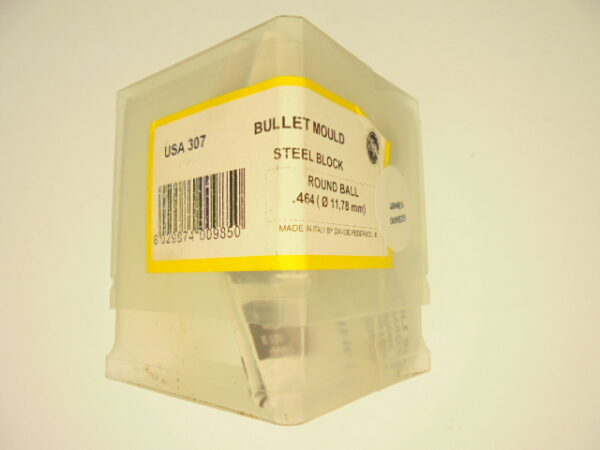 USA 307
BULLET MOULD
STEEL BLOCK
ROUND BALL
.464 ( Ø 11,78 mm)
8 029874 009850
MADE IN ITALY BY DAVIDE PEDERSOLI